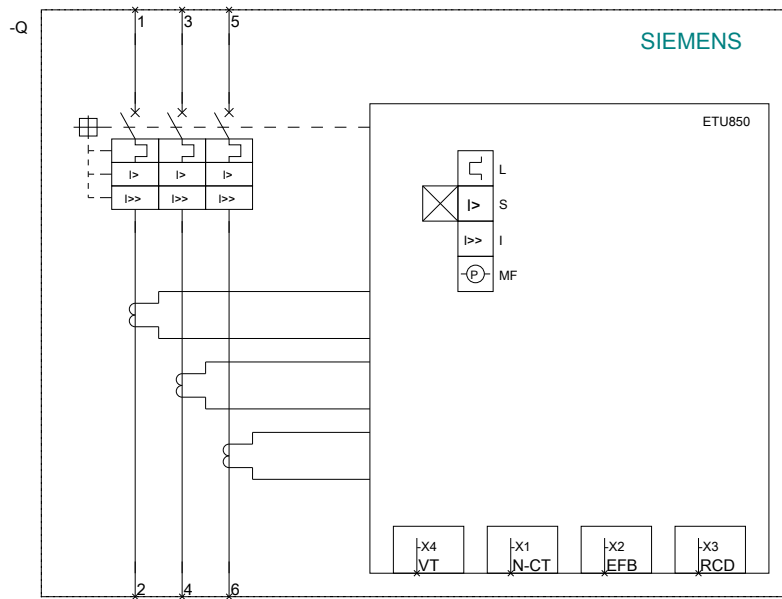 -Q
1 3 5
SIEMENS
ETU850
L
I> I> I> I> S
I>> I>> I>> I>> I
P MF
-X4 -X1 -X2 -X3
VT N-CT EFB RCD
2 4 6